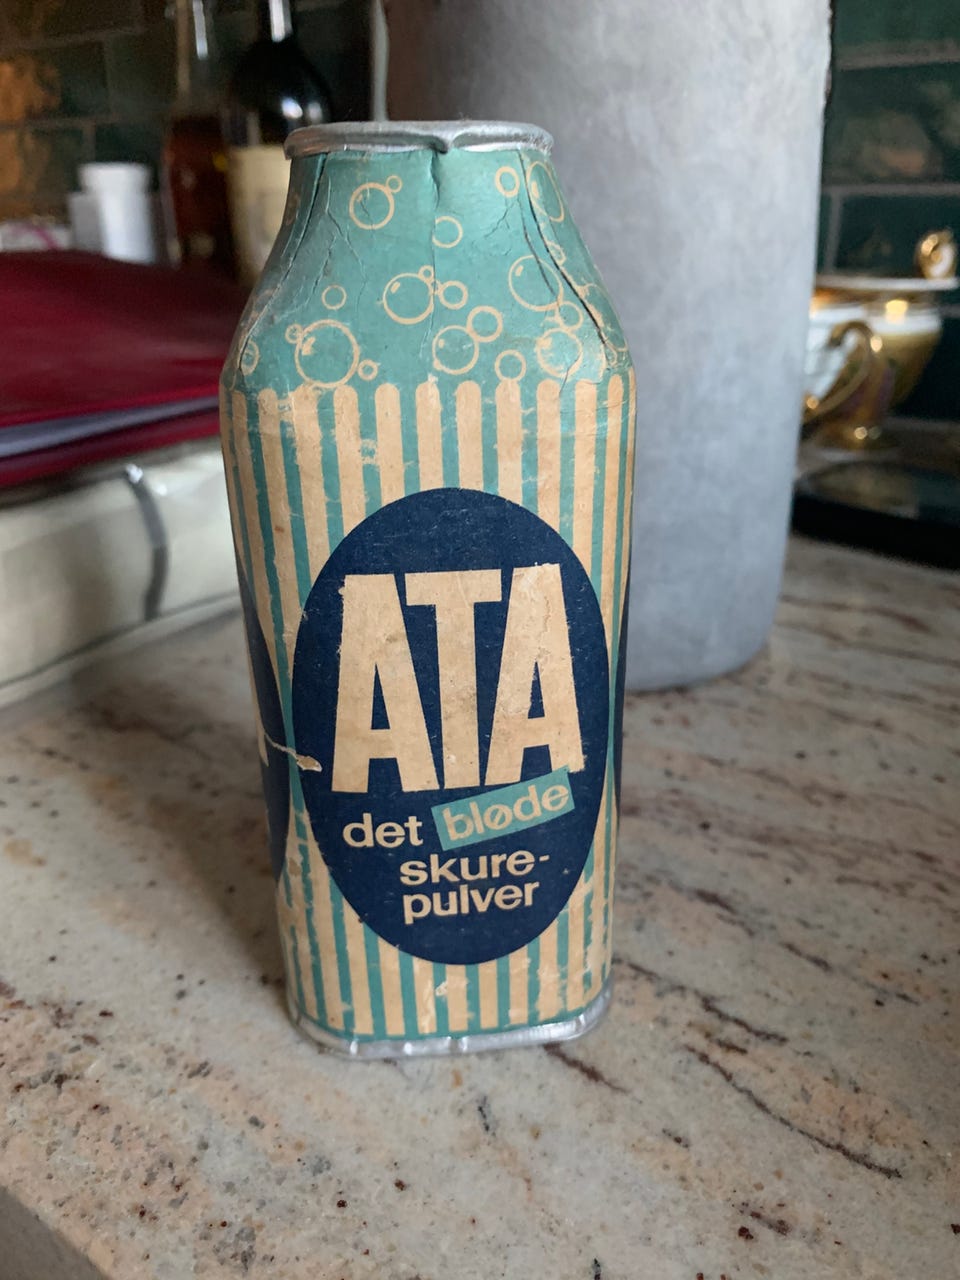 ATA
det bløde
skure-
pulver